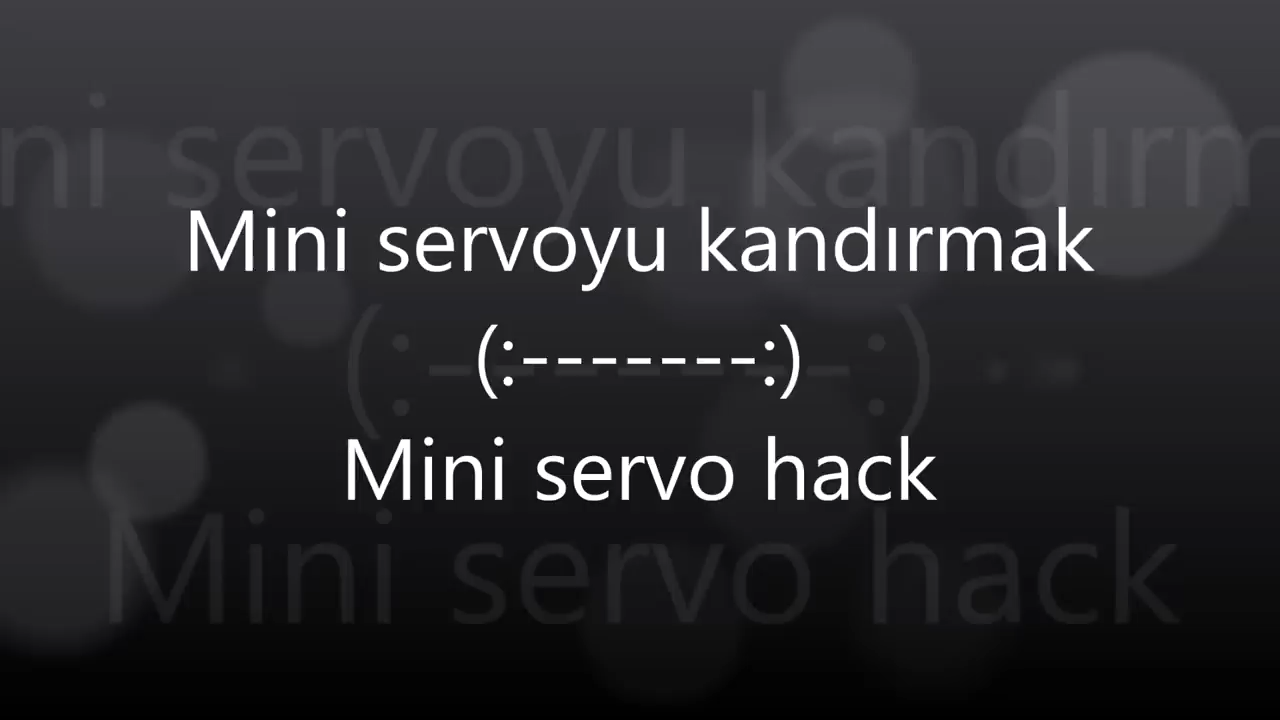 Mini servoyu kandırmak
(:-------:)
Mini servo hack